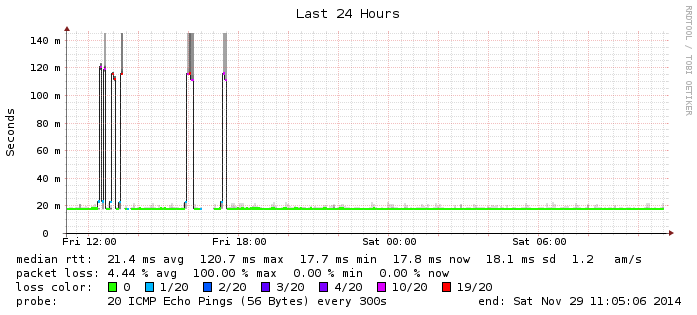 Last 24 Hours
RRDTOOL / TOBI OETIKER
Seconds
140 m
120 m
100 m
80 m
60 m
40 m
20 m
0
Fri 12:00 Fri 18:00 Sat 00:00 Sat 06:00
median rtt: 21.4 ms avg 120.7 ms max 17.7 ms min 17.8 ms now 18.1 ms sd 1.2 am/s
packet loss: 4.44 % avg 100.00 % max 0.00 % min 0.00 % now
loss color: 0 1/20 2/20 3/20 4/20 10/20 19/20
probe: 20 ICMP Echo Pings (56 Bytes) every 300s end: Sat Nov 29 11:05:06 2014